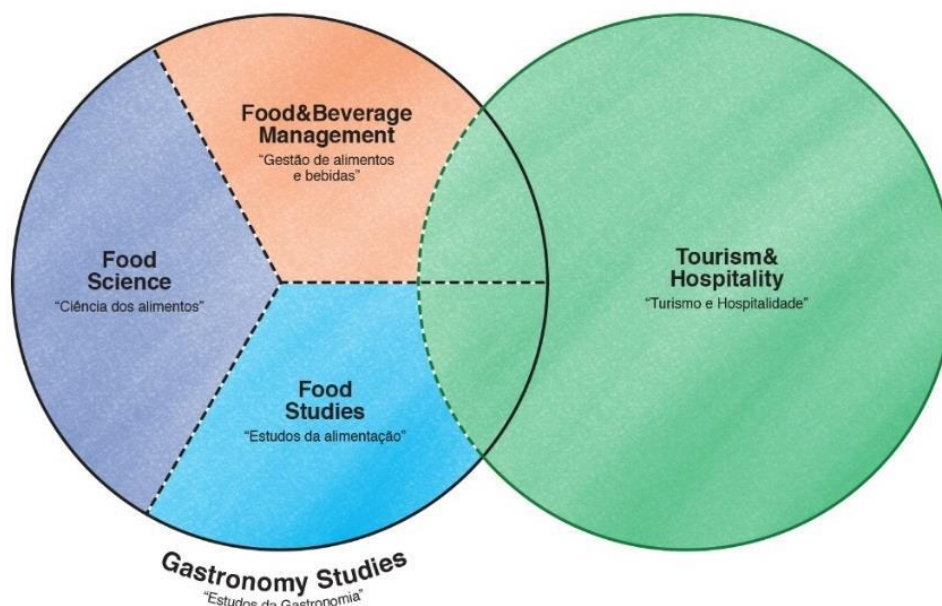 Food&Beverage
Management
“Gestão de alimentos
e bebidas”
Food
Science
“Ciência dos alimentos”
Tourism&
Hospitality
“Turismo e Hospitalidade”
Food
Studies
“Estudos da alimentação”
Gastronomy Studies
“Estudos da Gastronomia”